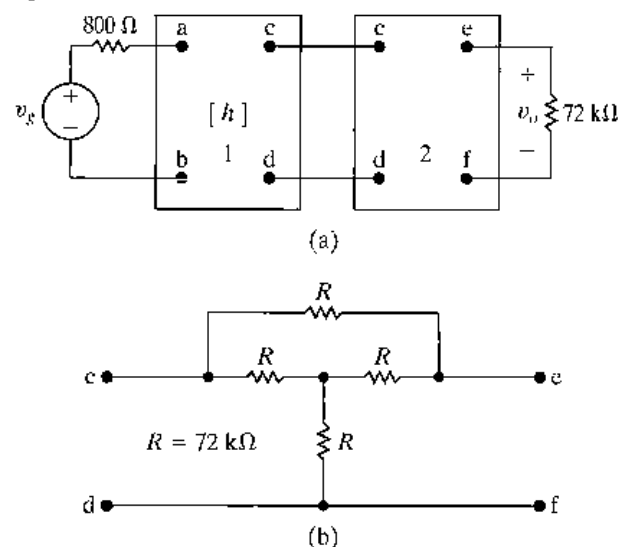 800 Ω
a c c e
+
−
v_g
[h]
1
2
+
v_o
−
72 kΩ
b d d f
(a)
R
R R
c e
R = 72 kΩ
R
d f
(b)